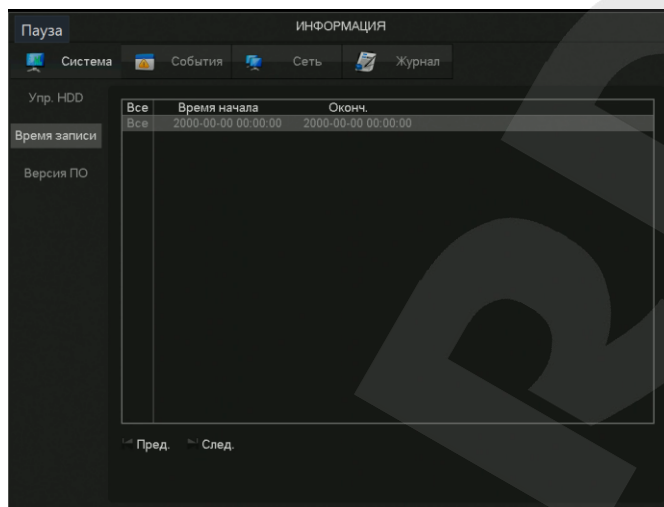 Пауза
ИНФОРМАЦИЯ
Система События Сеть Журнал
Упр. HDD
Время записи
Версия ПО
Все Время начала Оконч.
Все 2000-00-00 00:00:00 2000-00-00 00:00:00
Пред. След.